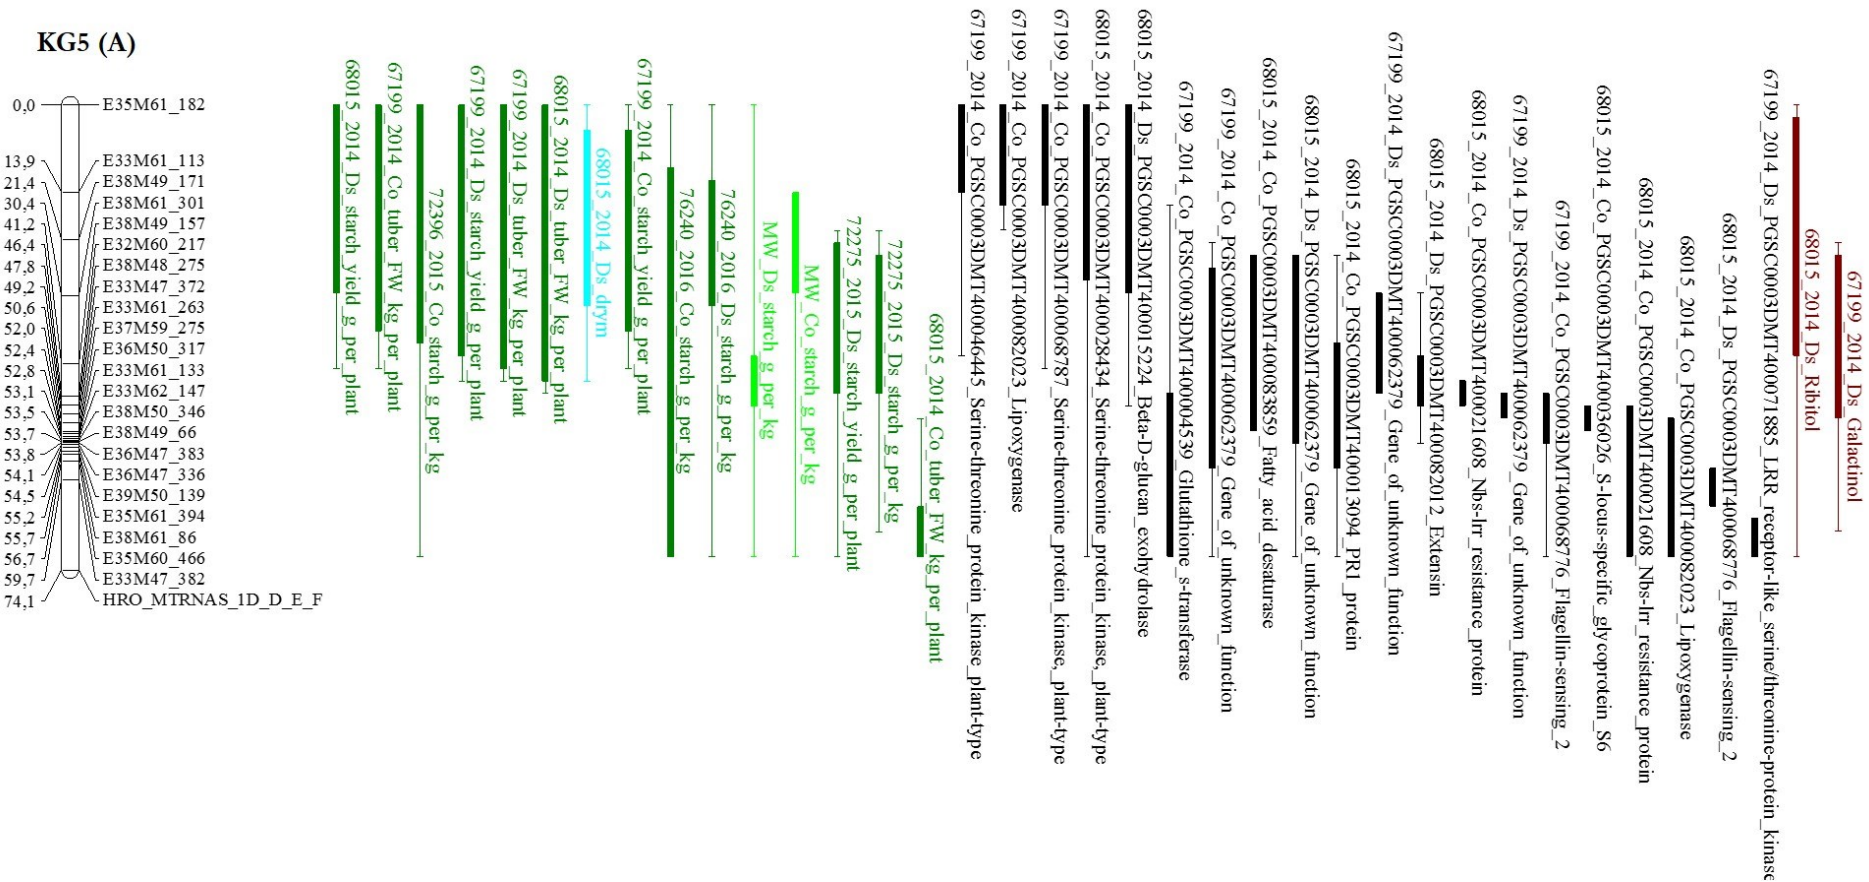 KG5 (A)
0,0 E35M61_182
13,9 E33M61_113
21,4 E38M49_171
30,4 E38M61_301
41,2 E38M49_157
46,4 E32M60_217
47,8 E38M48_275
49,2 E33M47_372
50,6 E33M61_263
52,0 E37M59_275
52,4 E36M50_317
52,8 E33M61_133
53,1 E33M62_147
53,5 E38M50_346
53,7 E38M49_66
53,8 E36M47_383
54,1 E36M47_336
54,5 E39M50_139
55,2 E35M61_394
55,7 E38M61_86
56,7 E35M60_466
59,7 E33M47_382
74,1 HRO_MTRNAS_1D_D_E_F
68015_2014_Ds_starch_yield_g_per_plant
67199_2014_Co_tuber_FW_kg_per_plant
72396_2015_Co_starch_g_per_kg
67199_2014_Ds_starch_yield_g_per_plant
67199_2014_Ds_tuber_FW_kg_per_plant
68015_2014_Ds_tuber_FW_kg_per_plant
68015_2014_Ds_drym
67199_2014_Co_starch_yield_g_per_plant
76240_2016_Co_starch_g_per_kg
76240_2016_Ds_starch_g_per_kg
MW_Ds_starch_g_per_kg
MW_Co_starch_g_per_kg
72275_2015_Ds_starch_yield_g_per_plant
72275_2015_Ds_starch_g_per_kg
68015_2014_Co_tuber_FW_kg_per_plant
67199_2014_Co_PGSC0003DMT400046445_Serine-threonine_protein_kinase_plant-type
67199_2014_Co_PGSC0003DMT400082023_Lipoxygenase
67199_2014_Co_PGSC0003DMT400068787_Serine-threonine_protein_kinase,_plant-type
68015_2014_Co_PGSC0003DMT400028434_Serine-threonine_protein_kinase,_plant-type
68015_2014_Ds_PGSC0003DMT400015224_Beta-D-glucan_exohydrolase
67199_2014_Co_PGSC0003DMT400004539_Glutathione_s-transferase
67199_2014_Co_PGSC0003DMT400062379_Gene_of_unknown_function
68015_2014_Co_PGSC0003DMT400083859_Fatty_acid_desaturase
68015_2014_Ds_PGSC0003DMT400062379_Gene_of_unknown_function
68015_2014_Co_PGSC0003DMT400013094_PR1_protein
67199_2014_Ds_PGSC0003DMT400062379_Gene_of_unknown_function
68015_2014_Ds_PGSC0003DMT400082012_Extensin
68015_2014_Co_PGSC0003DMT400021608_Nbs-lrr_resistance_protein
67199_2014_Ds_PGSC0003DMT400062379_Gene_of_unknown_function
67199_2014_Co_PGSC0003DMT400068776_Flagellin-sensing_2
68015_2014_Co_PGSC0003DMT400036026_S-locus-specific_glycoprotein_S6
68015_2014_Co_PGSC0003DMT400021608_Nbs-lrr_resistance_protein
68015_2014_Co_PGSC0003DMT400082023_Lipoxygenase
68015_2014_Ds_PGSC0003DMT400068776_Flagellin-sensing_2
67199_2014_Ds_PGSC0003DMT400071885_LRR_receptor-like_serine/threonine-protein_kinase
68015_2014_Ds_Ribitol
67199_2014_Ds_Galactinol